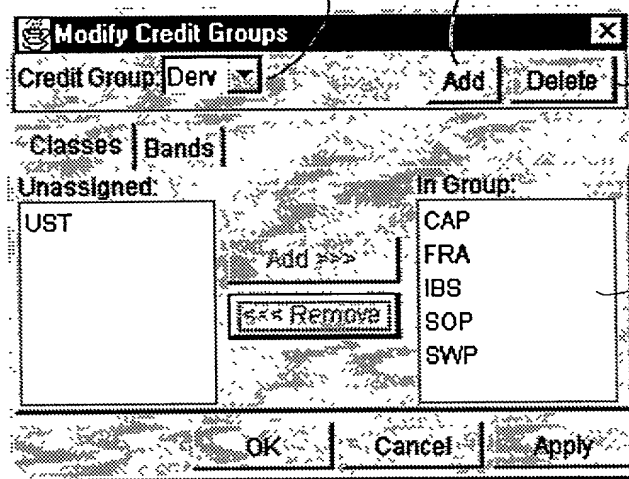 Modify Credit Groups
Credit Group: Derv Add Delete
Classes Bands
Unassigned: In Group:
UST
CAP
FRA
IBS
SOP
SWP
Add >>>
<<< Remove
OK Cancel Apply